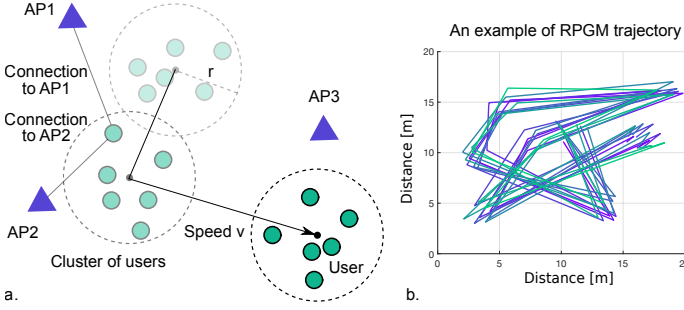 AP1
Connection
to AP1
Connection
to AP2
r
AP3
AP2
Speed v
User
Cluster of users
a.
An example of RPGM trajectory
Distance [m]
20
15
10
5
0
0
5
10
15
20
Distance [m]
b.